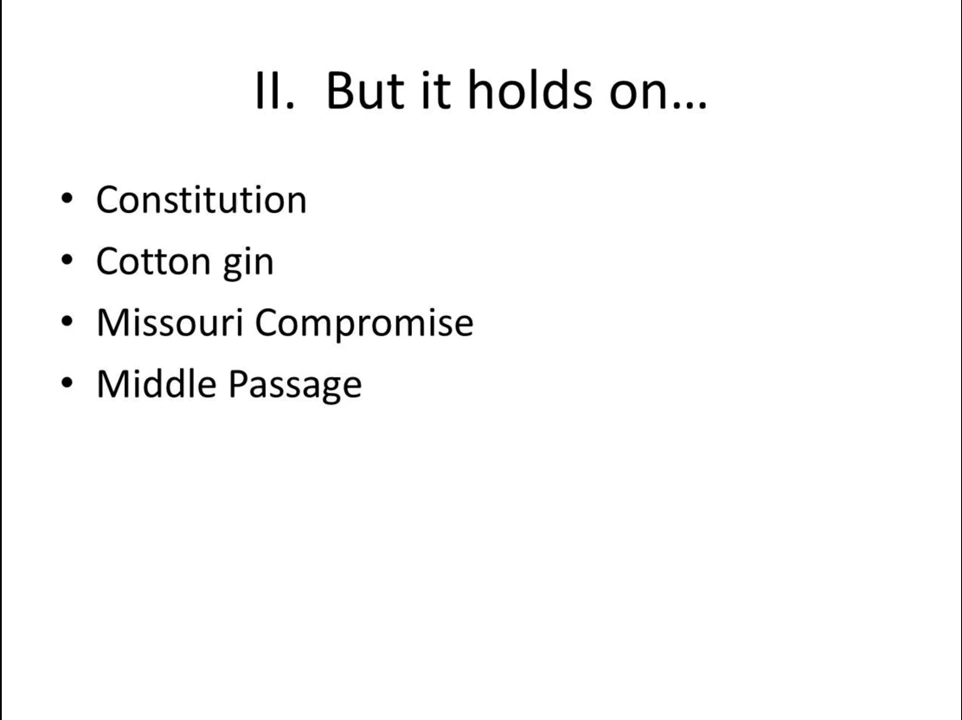 II. But it holds on…
• Constitution
• Cotton gin
• Missouri Compromise
• Middle Passage